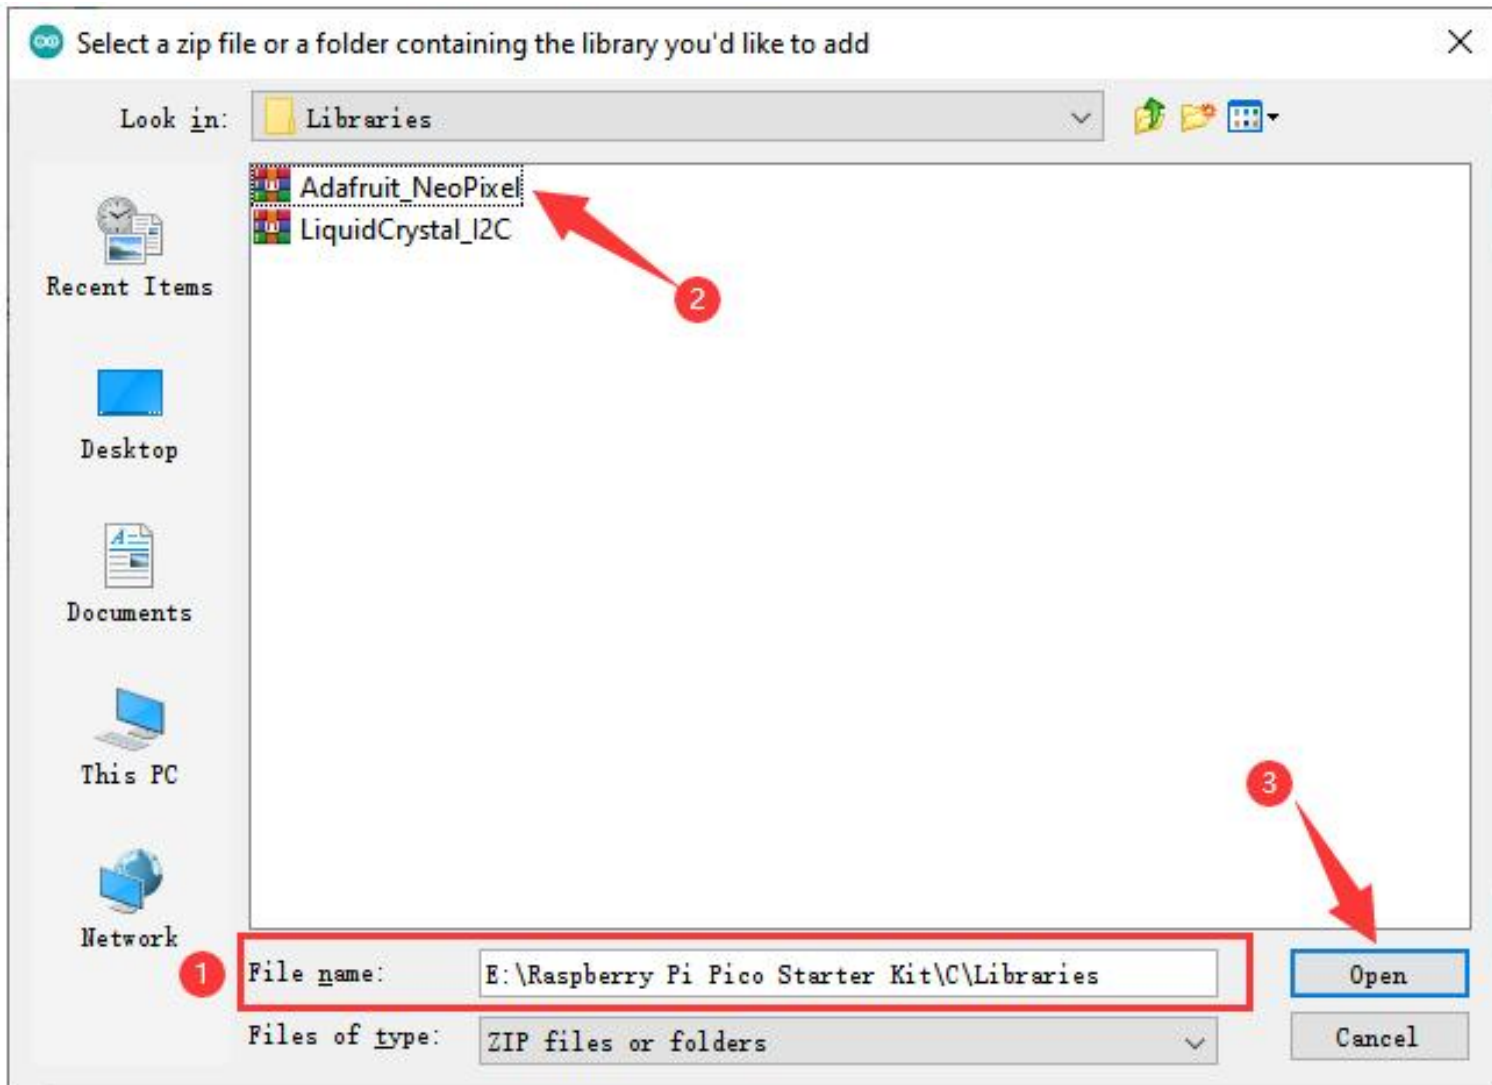 Select a zip file or a folder containing the library you'd like to add
Look in: Libraries
Adafruit_NeoPixel
LiquidCrystal_I2C
2
Recent Items
Desktop
Documents
This PC
3
Network
1 File name: E:\Raspberry Pi Pico Starter Kit\C\Libraries Open
Files of type: ZIP files or folders Cancel